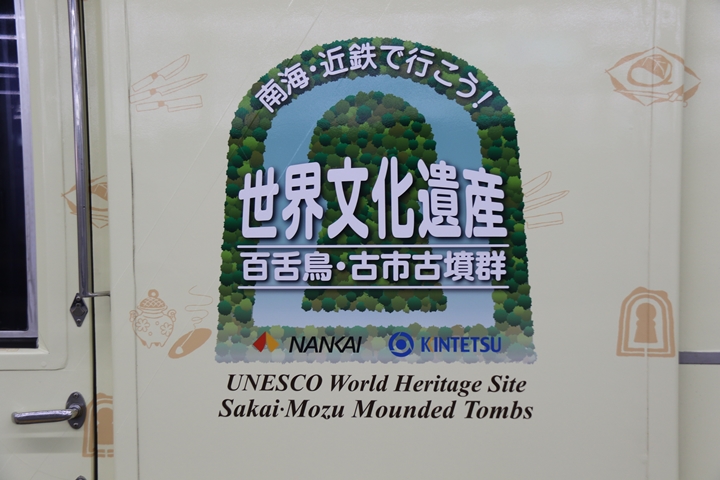 南海・近鉄で行こう!
世界文化遺産
百舌鳥・古市古墳群
NANKAI KINTETSU
UNESCO World Heritage Site
Sakai·Mozu Mounded Tombs